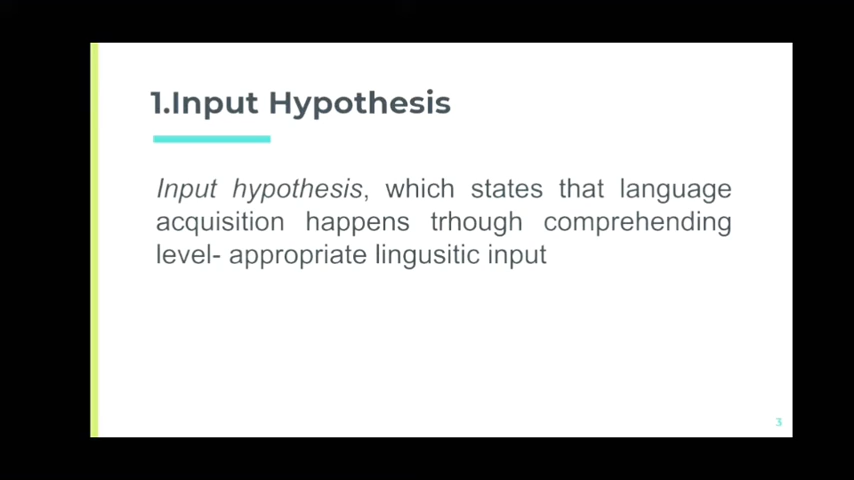 1.Input Hypothesis
Input hypothesis, which states that language
acquisition happens trhough comprehending
level- appropriate lingusitic input
3